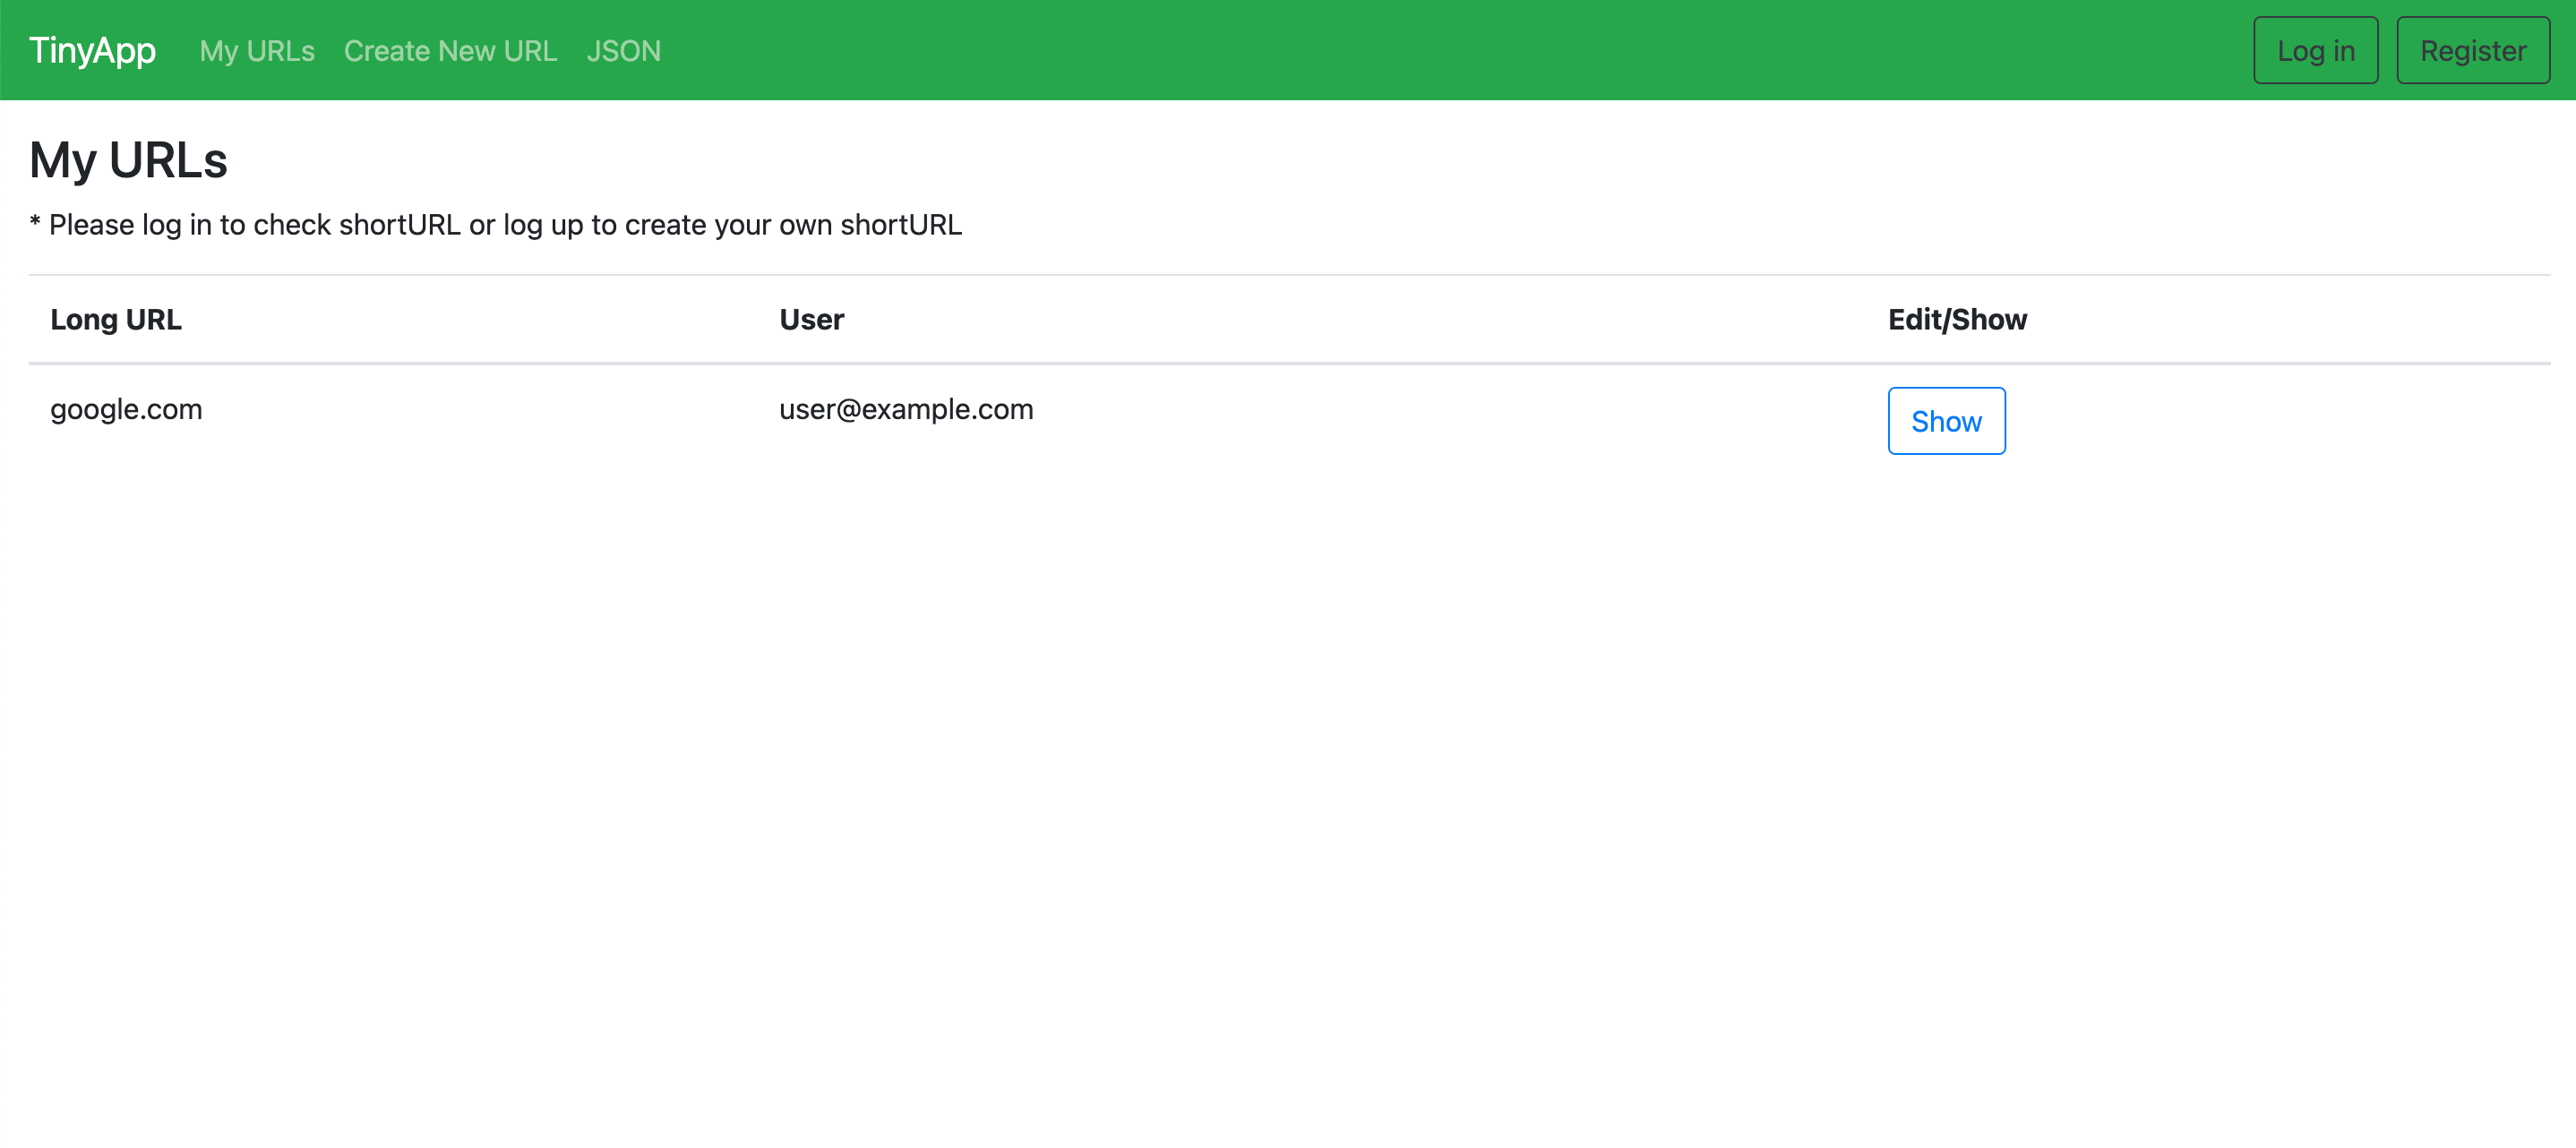 TinyApp My URLs Create New URL JSON Log in Register
My URLs
* Please log in to check shortURL or log up to create your own shortURL
Long URL User Edit/Show
google.com user@example.com Show